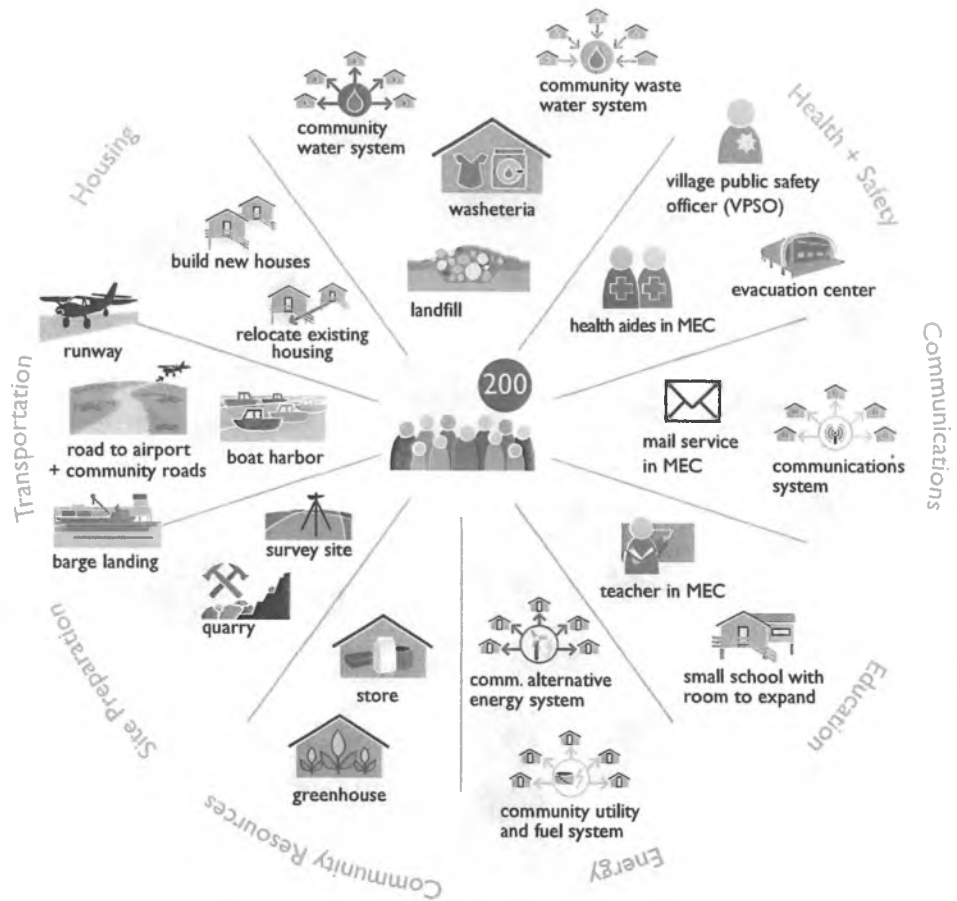 community waste
water system
community
water system
washeteria
landfill
Health + Safety
village public safety
officer (VPSO)
evacuation center
health aides in MEC
Housing
build new houses
relocate existing
housing
Transportation
runway
road to airport
+ community roads
boat harbor
barge landing
200
Communications
mail service
in MEC
communications
system
Site Preparation
survey site
quarry
Community Resources
store
greenhouse
Energy
comm. alternative
energy system
community utility
and fuel system
Education
teacher in MEC
small school with
room to expand